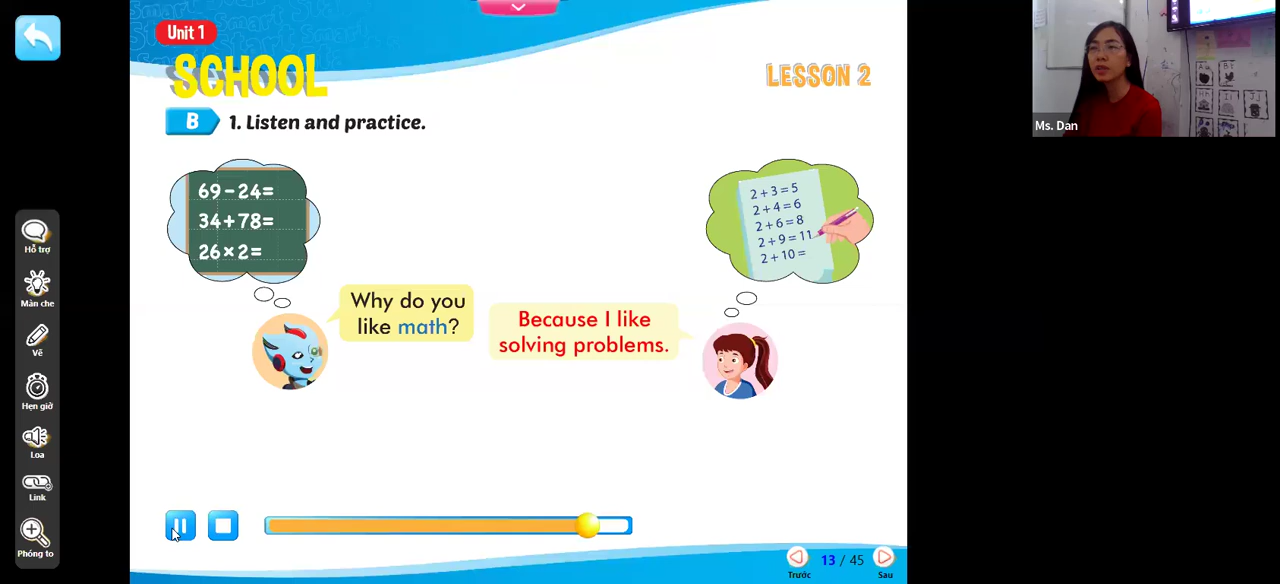 Unit 1
SCHOOL
LESSON 2
B
1. Listen and practice.
69-24=
34+78=
26×2=
2+3=5
2+4=6
2+6=8
2+9=11
2+10=
Why do you
like math?
Because I like
solving problems.
Hỗ trợ
Màn che
Vẽ
Hẹn giờ
Loa
Link
Phóng to
13 / 45
Trước
Sau
Ms. Dan